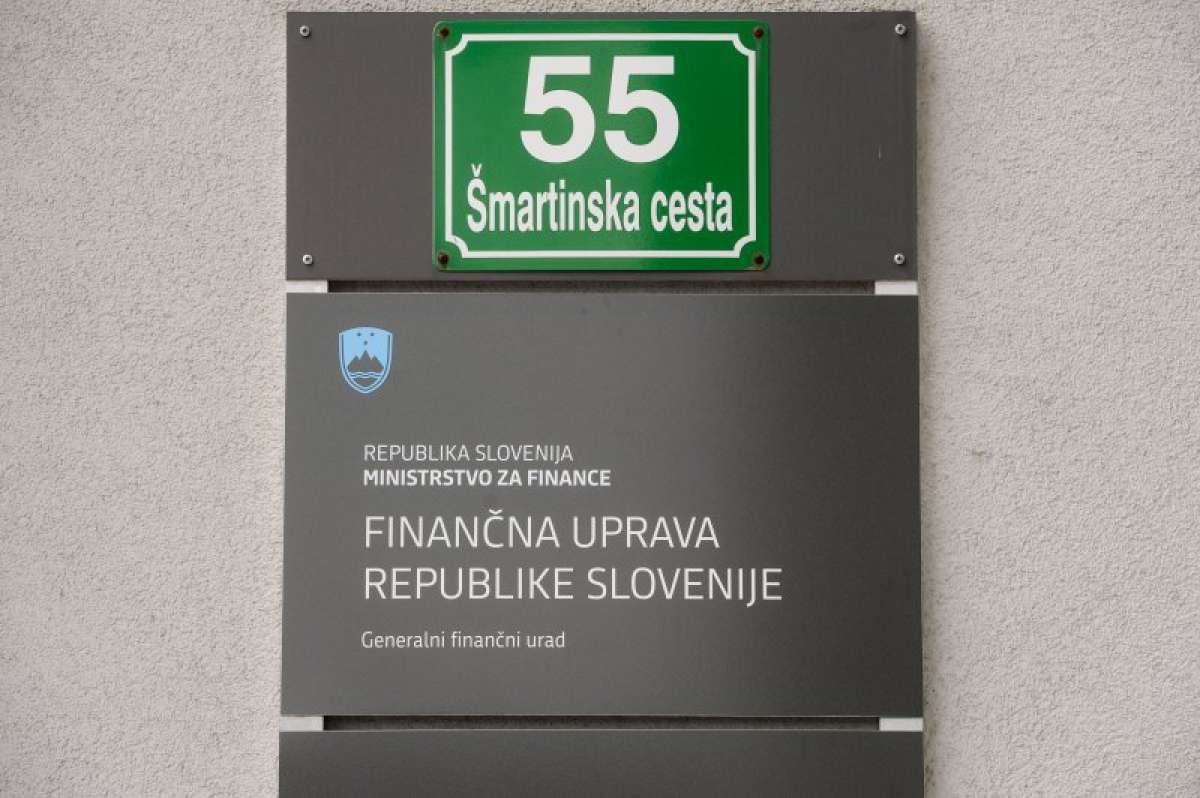 55
Šmartinska cesta
REPUBLIKA SLOVENIJA
MINISTRSTVO ZA FINANCE
FINANČNA UPRAVA
REPUBLIKE SLOVENIJE
Generalni finančni urad